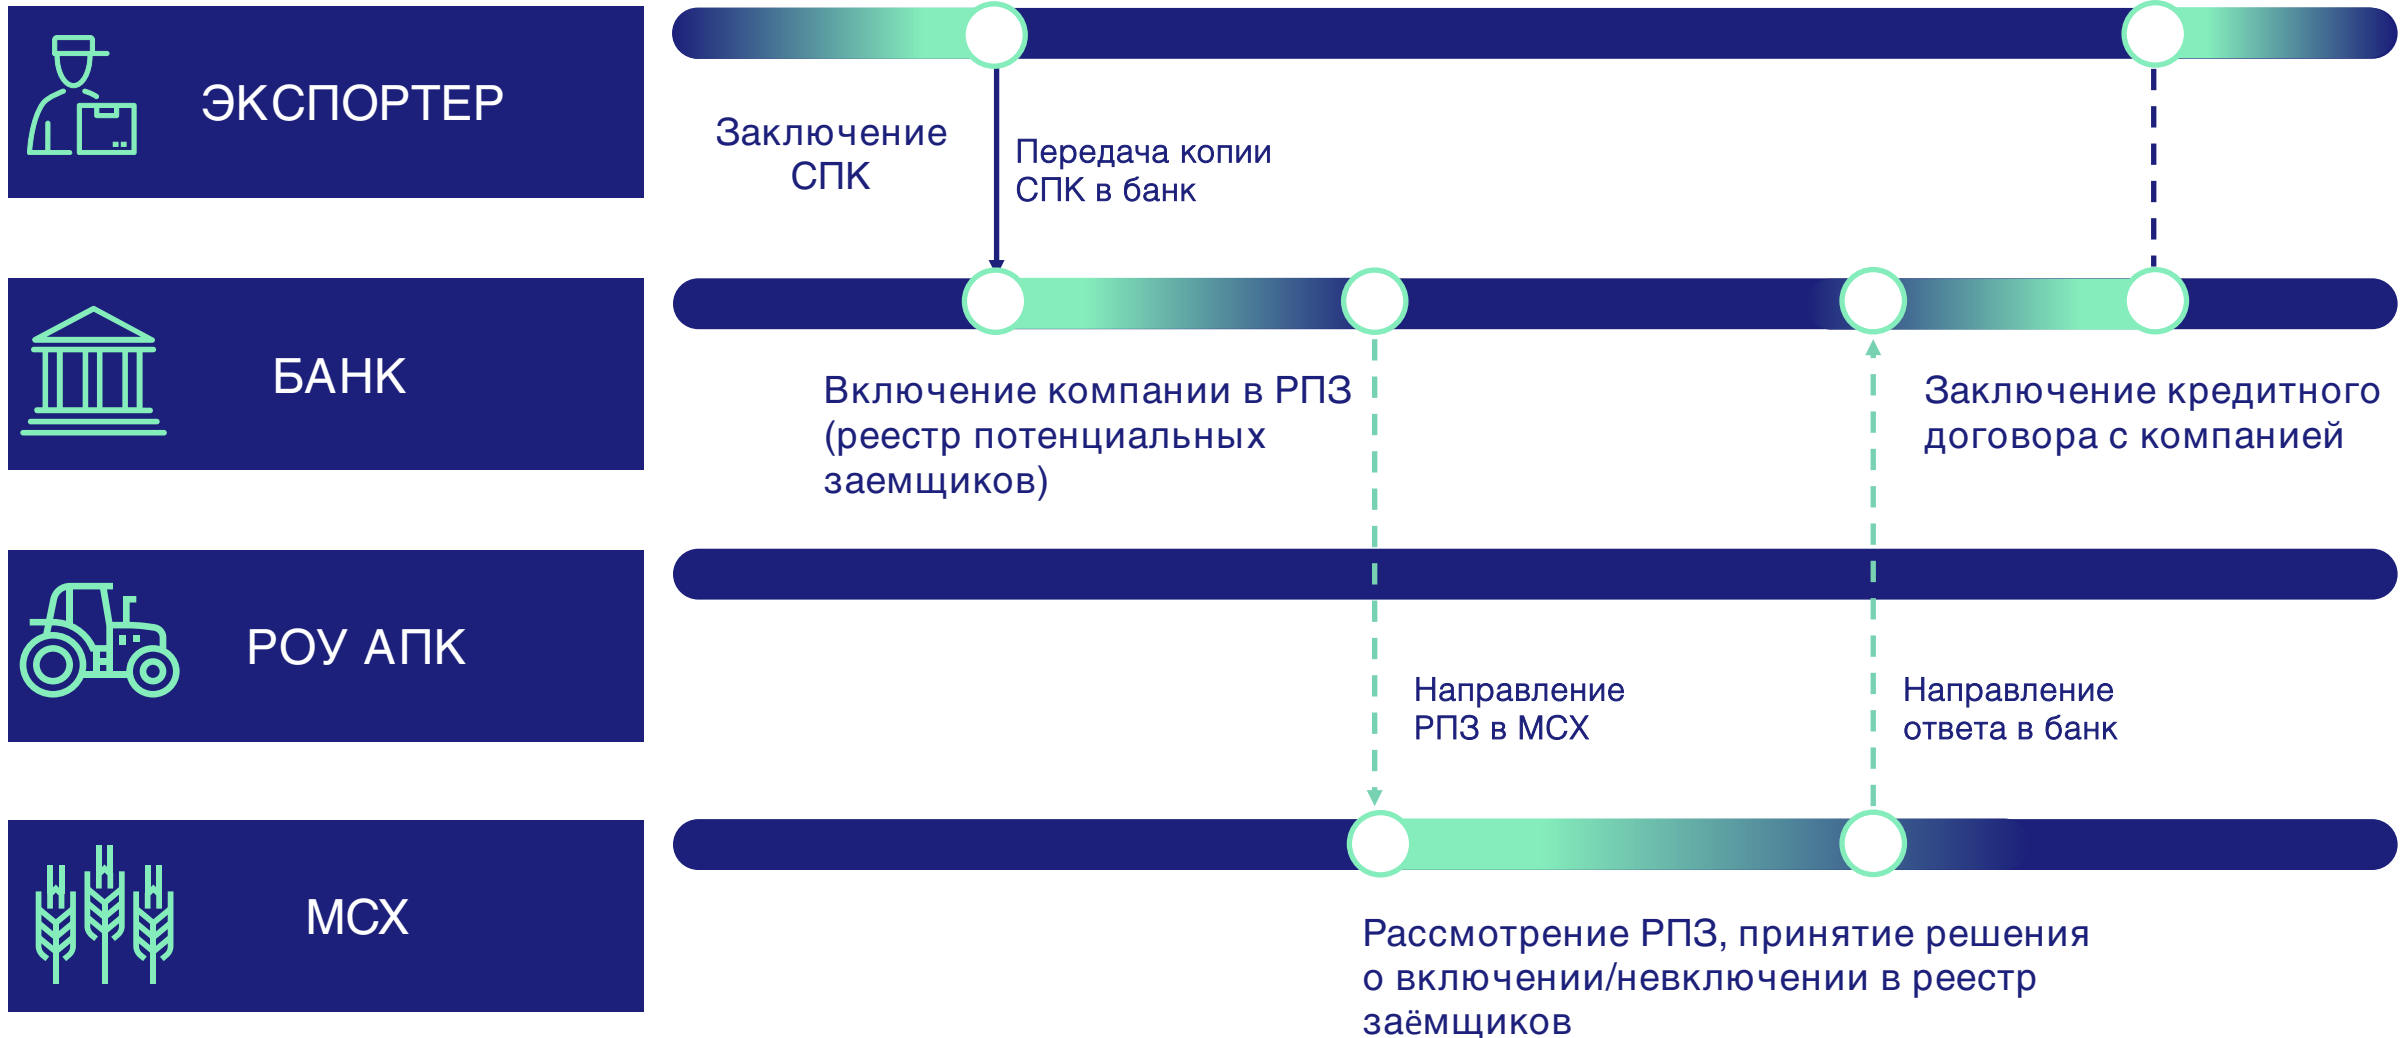 ЭКСПОРТЕР
Заключение
СПК
Передача копии
СПК в банк
БАНК
Включение компании в РПЗ
(реестр потенциальных
заемщиков)
Заключение кредитного
договора с компанией
РОУ АПК
Направление
РПЗ в МСХ
Направление
ответа в банк
МСХ
Рассмотрение РПЗ, принятие решения
о включении/невключении в реестр
заёмщиков